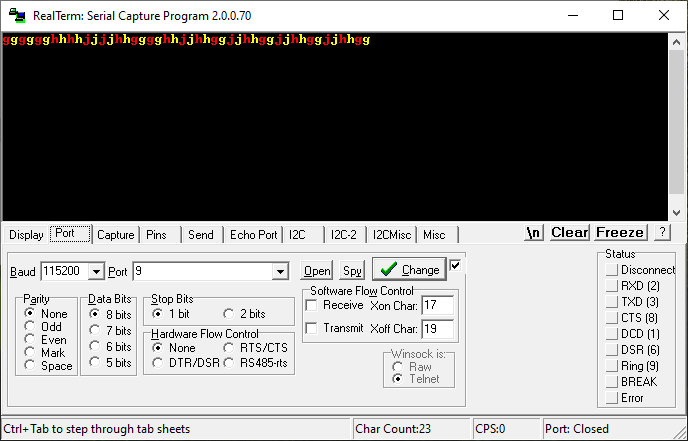 RealTerm: Serial Capture Program 2.0.0.70
gggggghhhhjjjjhhgggghhjjhhggjjhhggjjhhggjjhhgg
Display Port Capture Pins Send Echo Port I2C I2C-2 I2CMisc Misc \n Clear Freeze ?
Baud 115200 Port 9 Open Spy Change
Parity
None
Odd
Even
Mark
Space
Data Bits
8 bits
7 bits
6 bits
5 bits
Stop Bits
1 bit 2 bits
Hardware Flow Control
None RTS/CTS
DTR/DSR RS485-rts
Software Flow Control
Receive Xon Char: 17
Transmit Xoff Char: 19
Winsock is:
Raw
Telnet
Status
Disconnect
RXD (2)
TXD (3)
CTS (8)
DCD (1)
DSR (6)
Ring (9)
BREAK
Error
Ctrl+Tab to step through tab sheets Char Count:23 CPS:0 Port: Closed